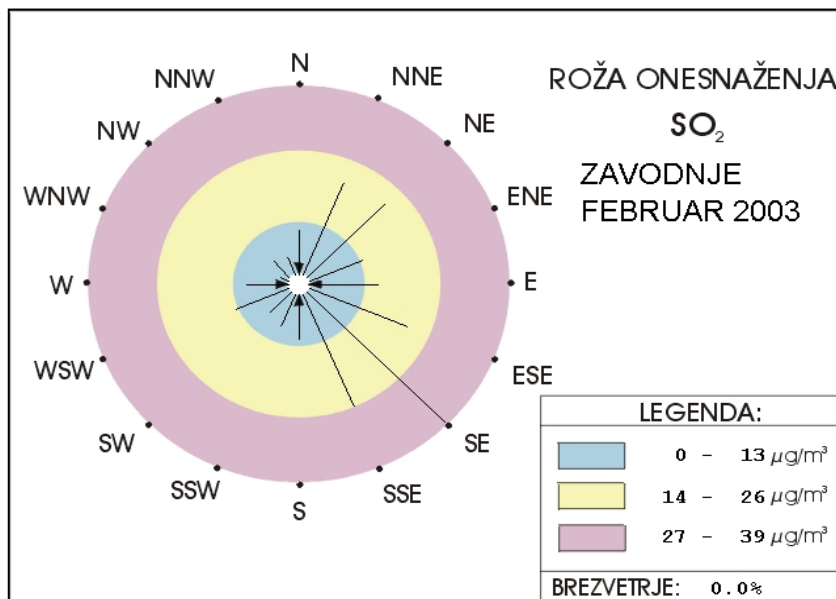 ROŽA ONESNAŽENJA
SO₂
ZAVODNJE
FEBRUAR 2003
N
NNE
NE
ENE
E
ESE
SE
SSE
S
SSW
SW
WSW
W
WNW
NW
NNW
LEGENDA:
0 - 13 µg/m³
14 - 26 µg/m³
27 - 39 µg/m³
BREZVETRJE: 0.0%